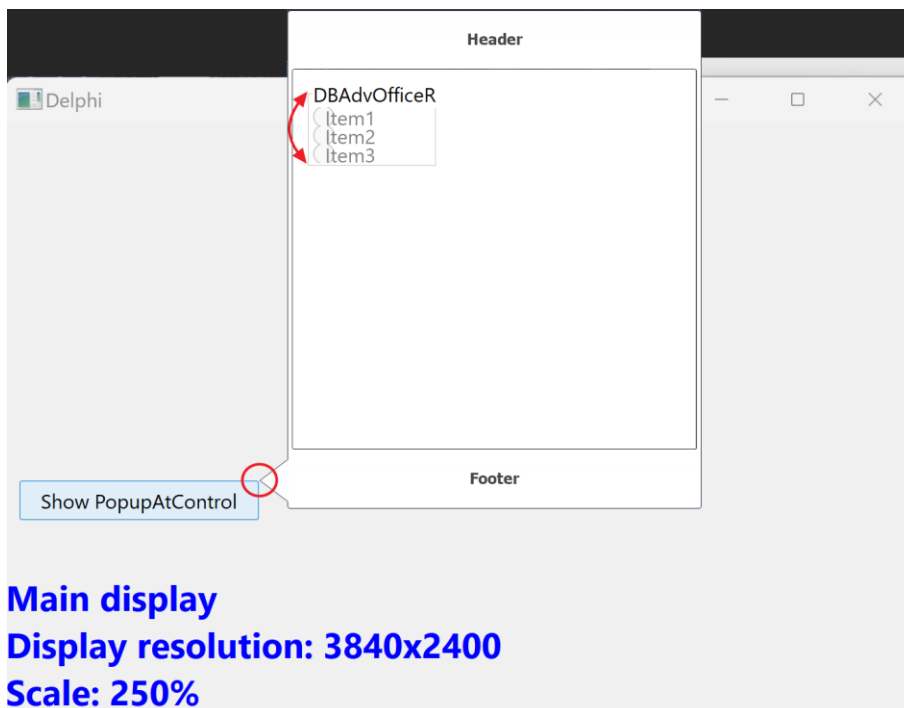 Header
Delphi
DBAdvOfficeR
Item1
Item2
Item3
Footer
Show PopupAtControl
Main display
Display resolution: 3840x2400
Scale: 250%